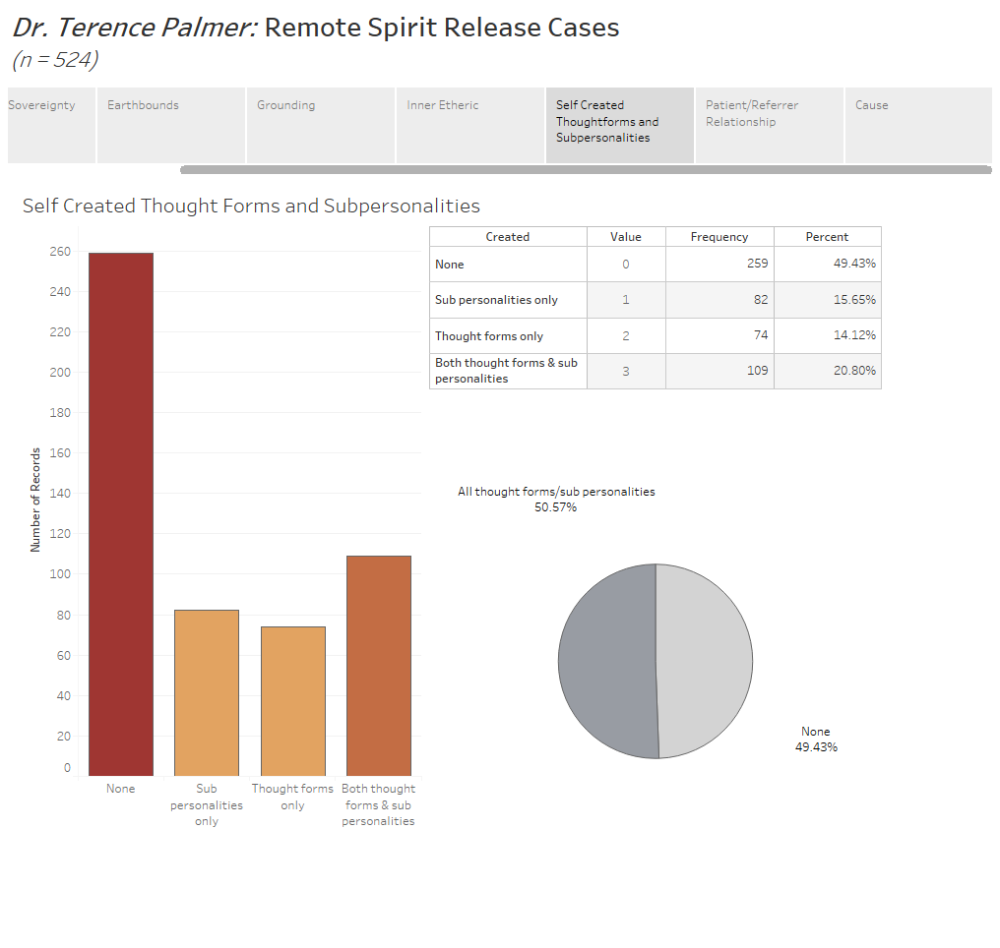 Dr. Terence Palmer: Remote Spirit Release Cases
(n = 524)
Sovereignty
Earthbounds
Grounding
Inner Etheric
Self Created
Thoughtforms and
Subpersonalities
Patient/Referrer
Relationship
Cause
Self Created Thought Forms and Subpersonalities
Number of Records
260
240
220
200
180
160
140
120
100
80
60
40
20
0
None
Sub
personalities
only
Thought forms
only
Both thought
forms & sub
personalities
Created Value Frequency Percent
None 0 259 49.43%
Sub personalities only 1 82 15.65%
Thought forms only 2 74 14.12%
Both thought forms & sub
personalities 3 109 20.80%
All thought forms/sub personalities
50.57%
None
49.43%